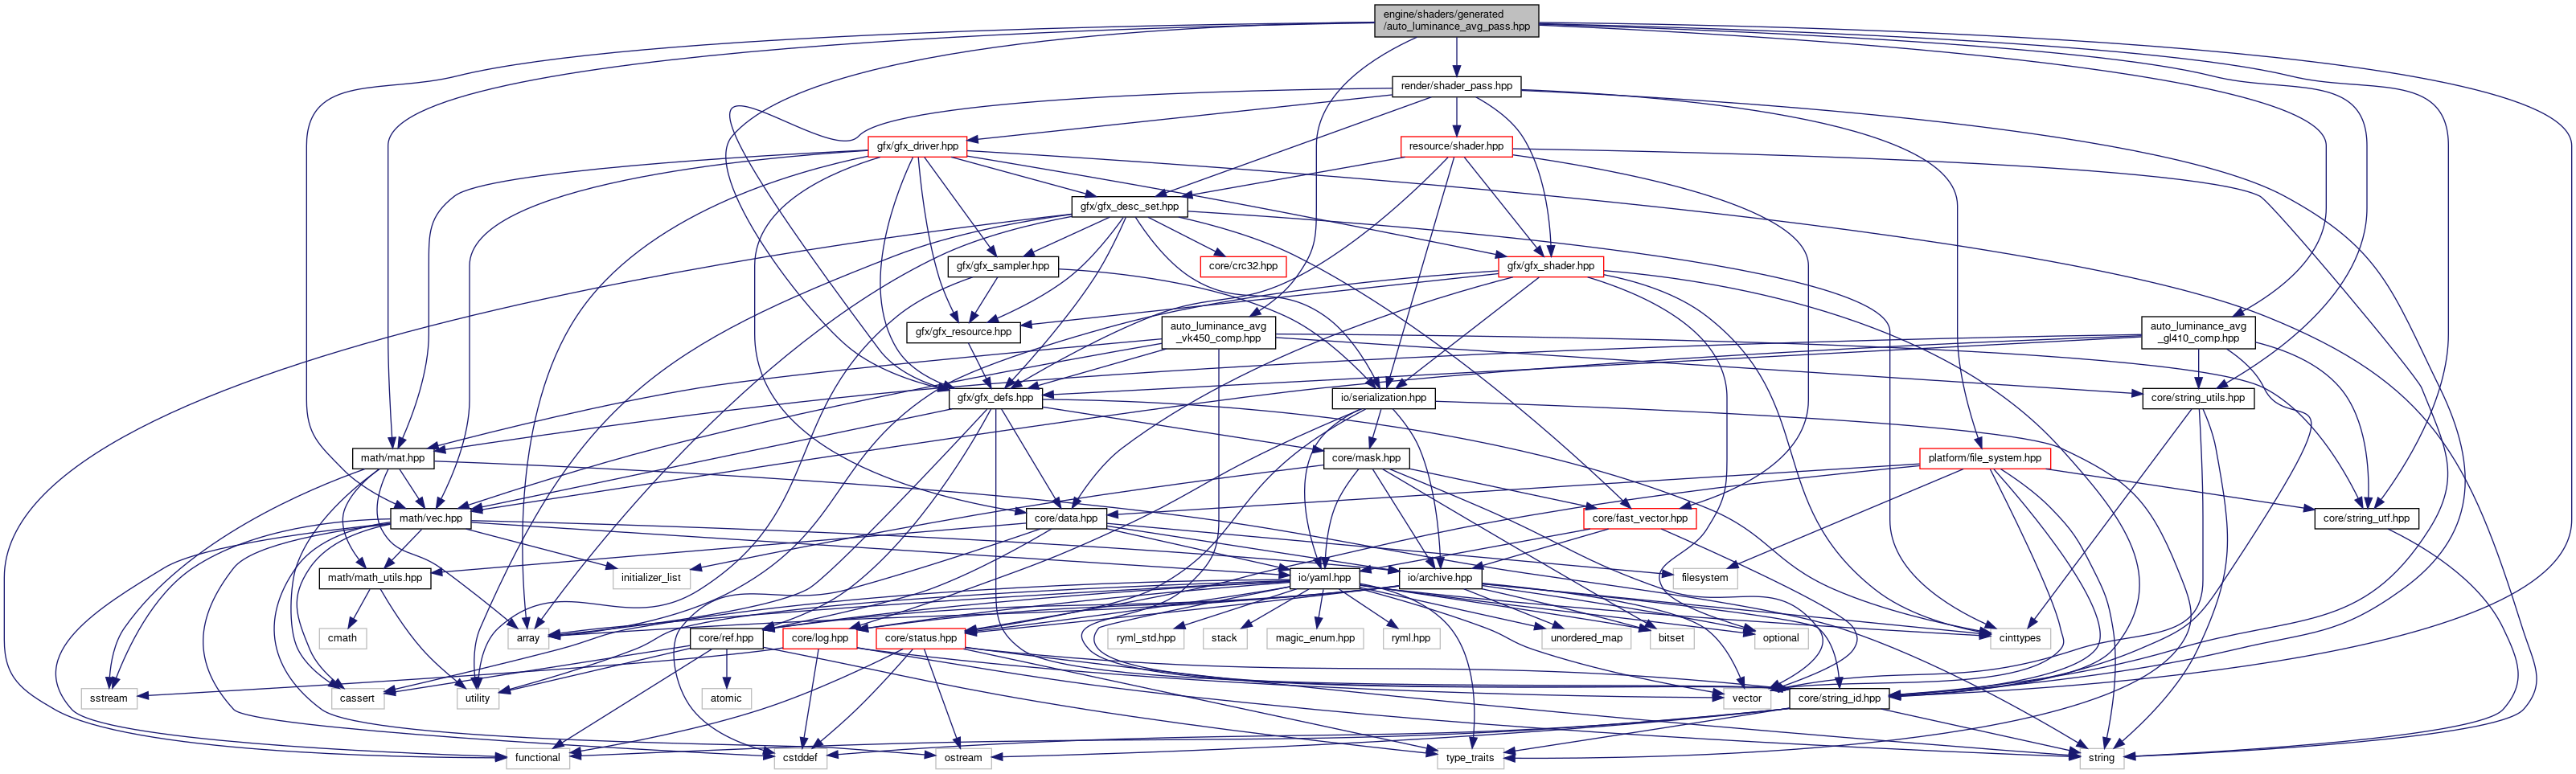 engine/shaders/generated
/auto_luminance_avg_pass.hpp
render/shader_pass.hpp
gfx/gfx_driver.hpp
resource/shader.hpp
gfx/gfx_desc_set.hpp
gfx/gfx_sampler.hpp
core/crc32.hpp
gfx/gfx_shader.hpp
gfx/gfx_resource.hpp
auto_luminance_avg
_vk450_comp.hpp
auto_luminance_avg
_gl410_comp.hpp
gfx/gfx_defs.hpp
io/serialization.hpp
core/string_utils.hpp
math/mat.hpp
core/mask.hpp
platform/file_system.hpp
math/vec.hpp
core/data.hpp
core/fast_vector.hpp
core/string_utf.hpp
math/math_utils.hpp
initializer_list
io/yaml.hpp
io/archive.hpp
filesystem
cmath
array
core/ref.hpp
core/log.hpp
core/status.hpp
ryml_std.hpp
stack
magic_enum.hpp
ryml.hpp
unordered_map
bitset
optional
cinttypes
sstream
cassert
utility
atomic
vector
core/string_id.hpp
functional
cstddef
ostream
type_traits
string